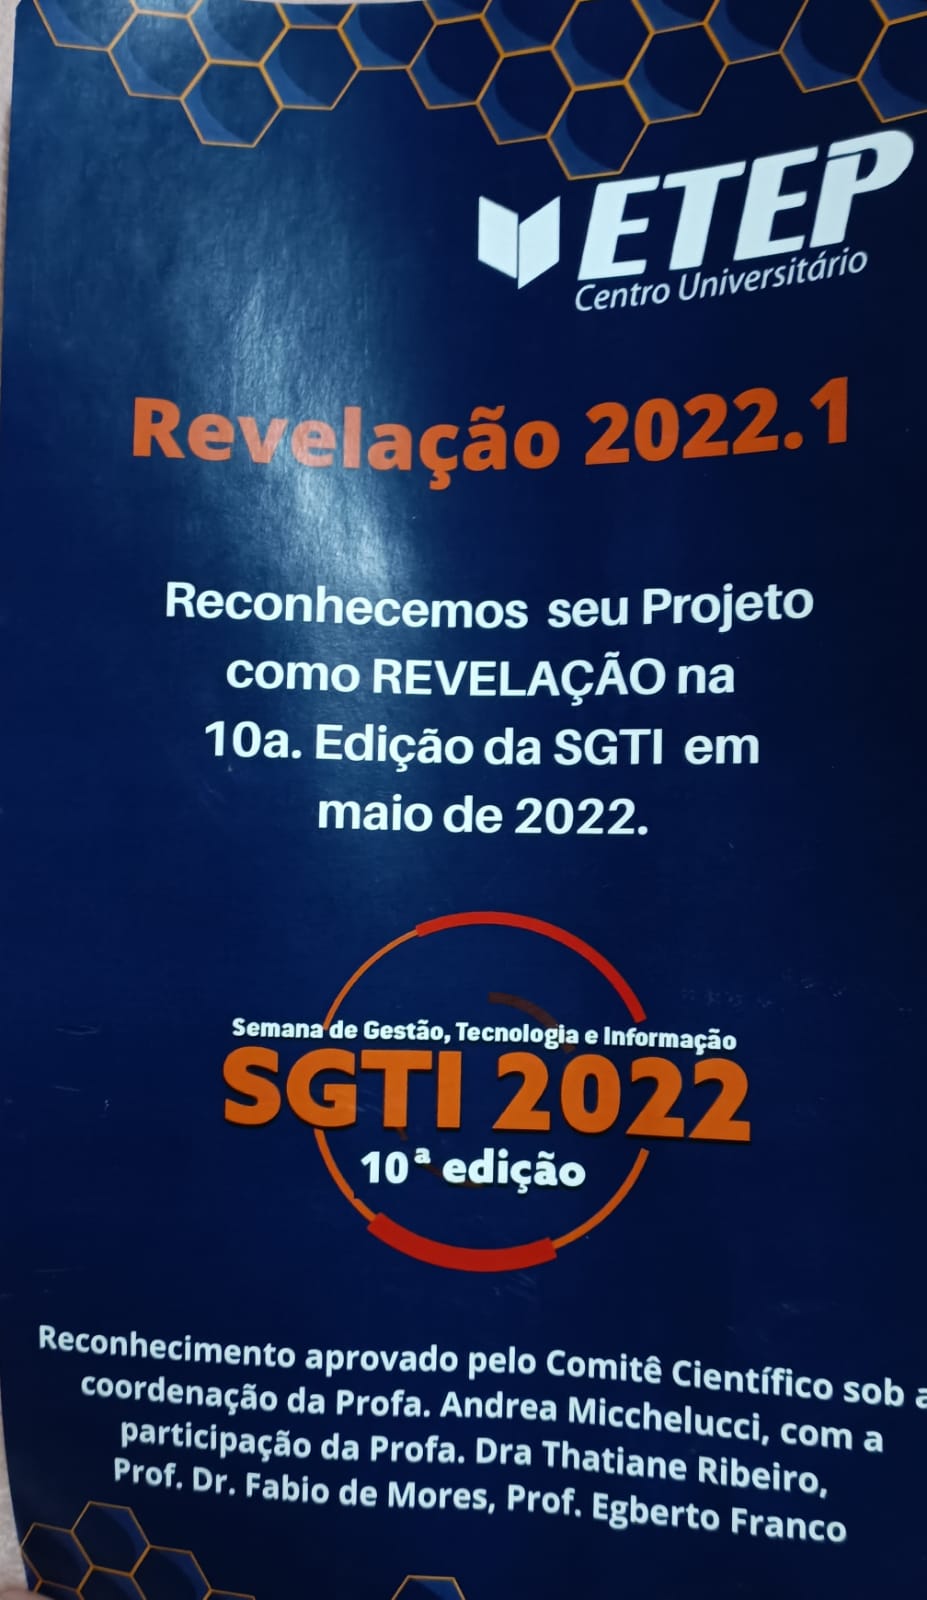 ETEP
Centro Universitário
Revelação 2022.1
Reconhecemos seu Projeto
como REVELAÇÃO na
10a. Edição da SGTI em
maio de 2022.
Semana de Gestão, Tecnologia e Informação
SGTI 2022
10ª edição
Reconhecimento aprovado pelo Comitê Científico sob a
coordenação da Profa. Andrea Micchelucci, com a
participação da Profa. Dra Thatiane Ribeiro,
Prof. Dr. Fabio de Mores, Prof. Egberto Franco